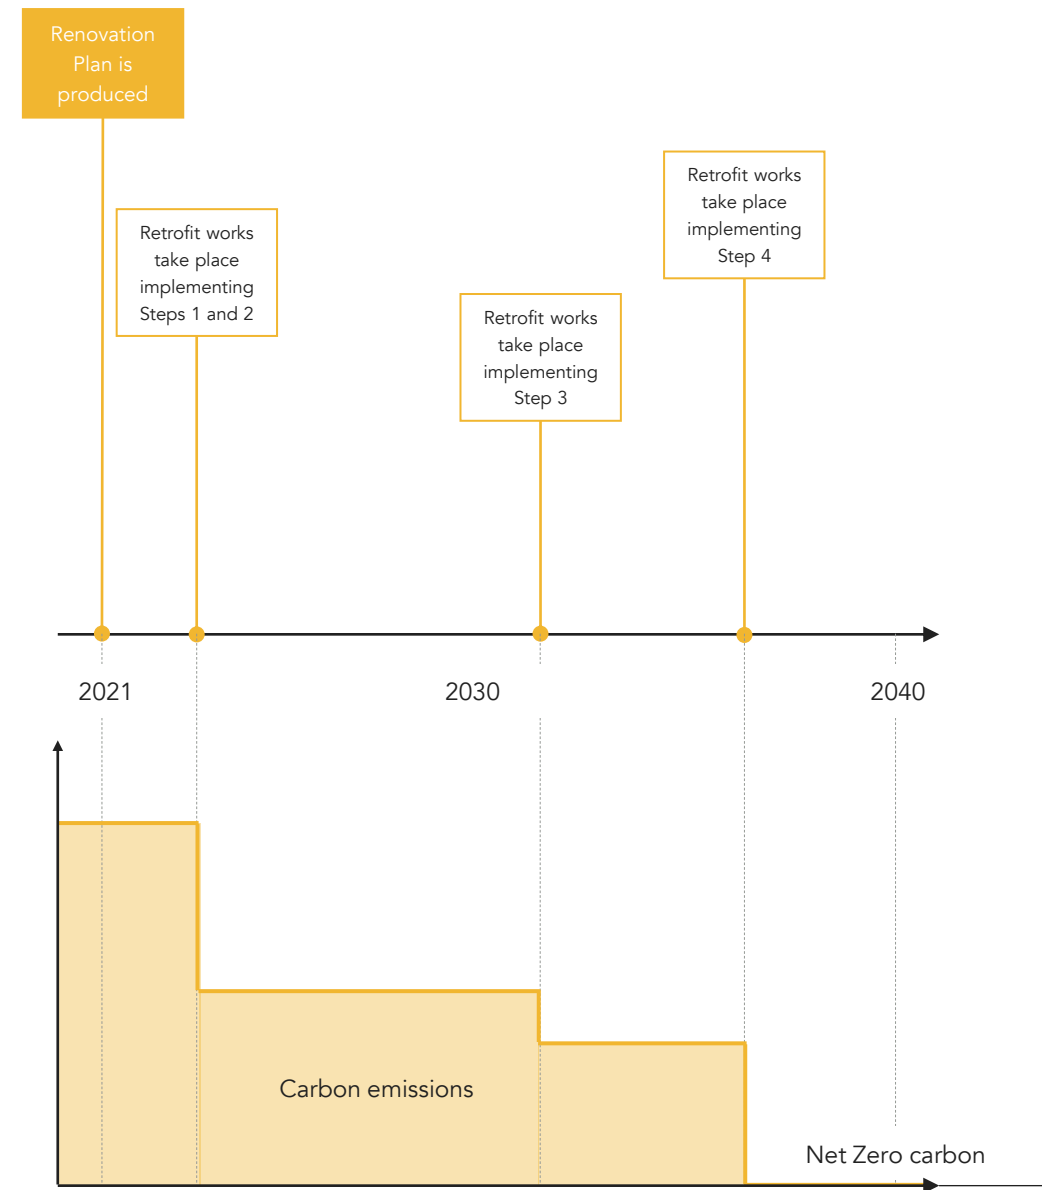 Renovation
Plan is
produced
Retrofit works
take place
implementing
Steps 1 and 2
Retrofit works
take place
implementing
Step 3
Retrofit works
take place
implementing
Step 4
2021
2030
2040
Carbon emissions
Net Zero carbon